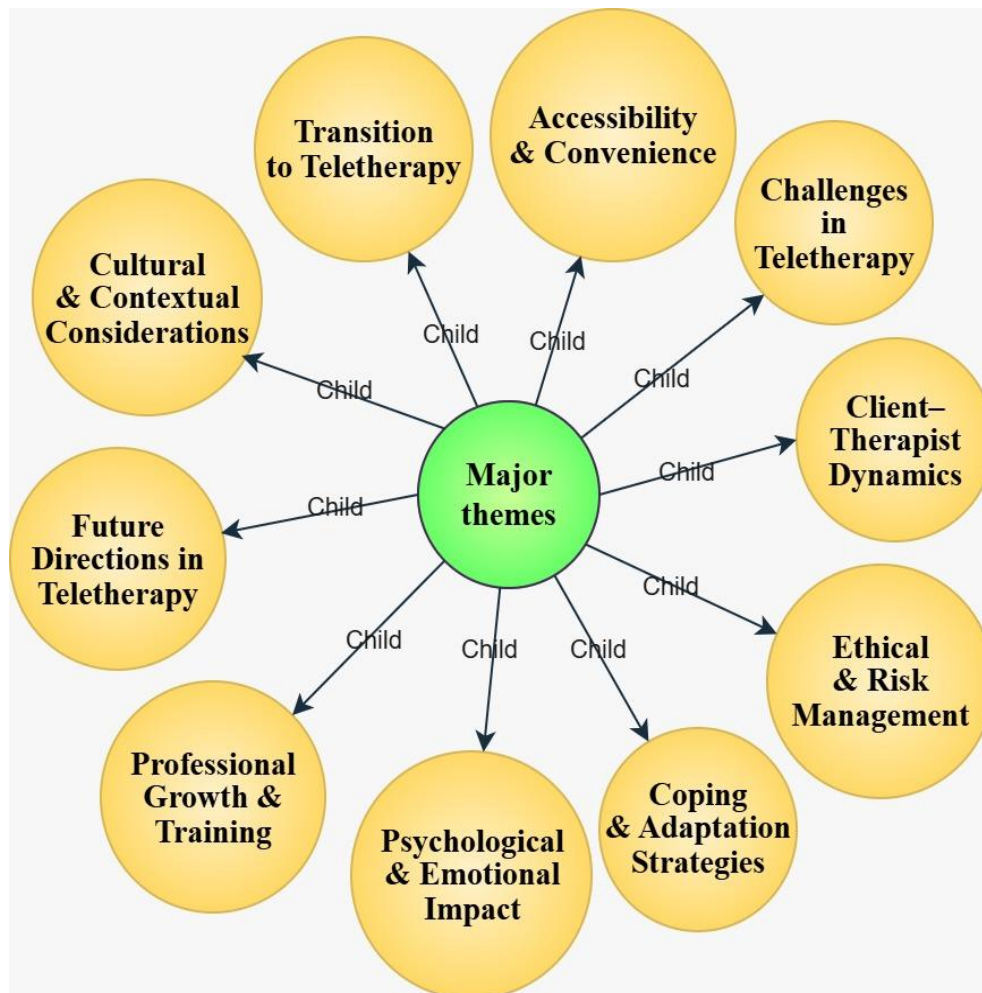 Transition
to Teletherapy
Accessibility
& Convenience
Challenges
in
Teletherapy
Cultural
& Contextual
Considerations
Child
Child
Child
Child
Client–
Therapist
Dynamics
Child
Major
themes
Future
Directions in
Teletherapy
Child
Child
Ethical
& Risk
Management
Child
Child
Child
Professional
Growth &
Training
Psychological
& Emotional
Impact
Coping
& Adaptation
Strategies